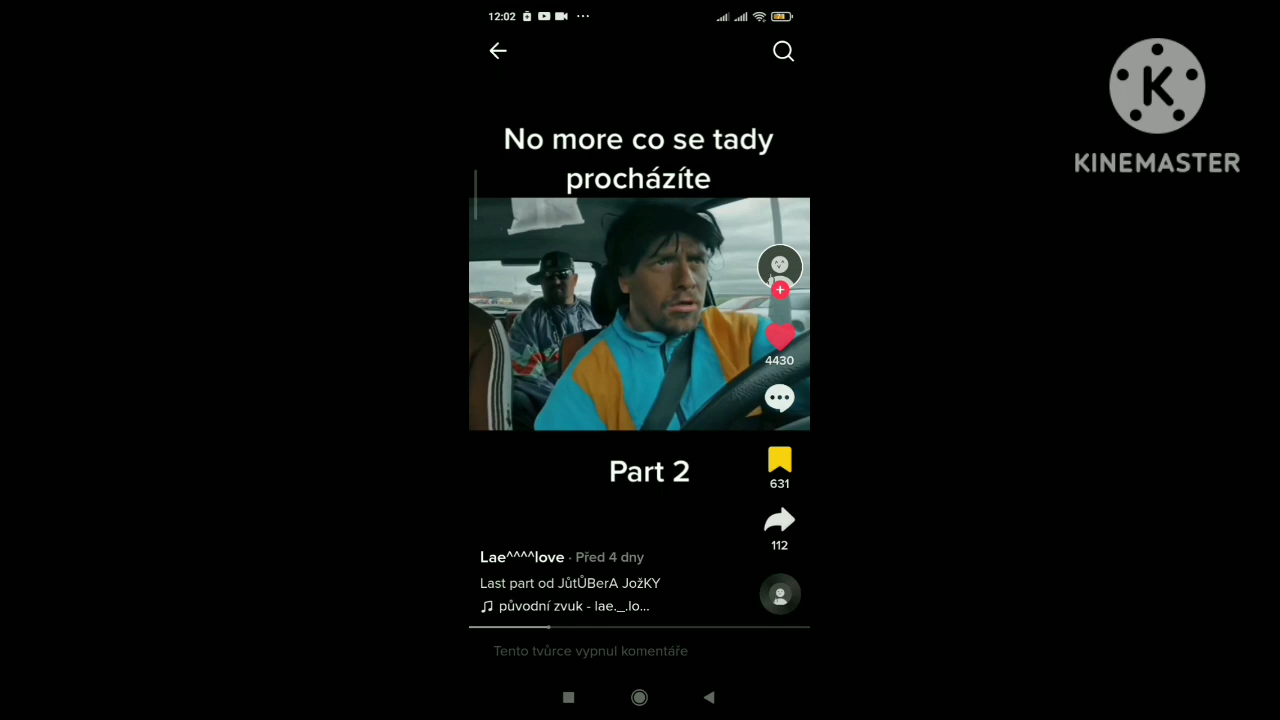 12:02
KINEMASTER
No more co se tady
procházíte
4430
Part 2
631
112
Lae^^^^love · Před 4 dny
Last part od JůtŮBerA JožKY
původní zvuk - lae._.lo...
Tento tvůrce vypnul komentáře